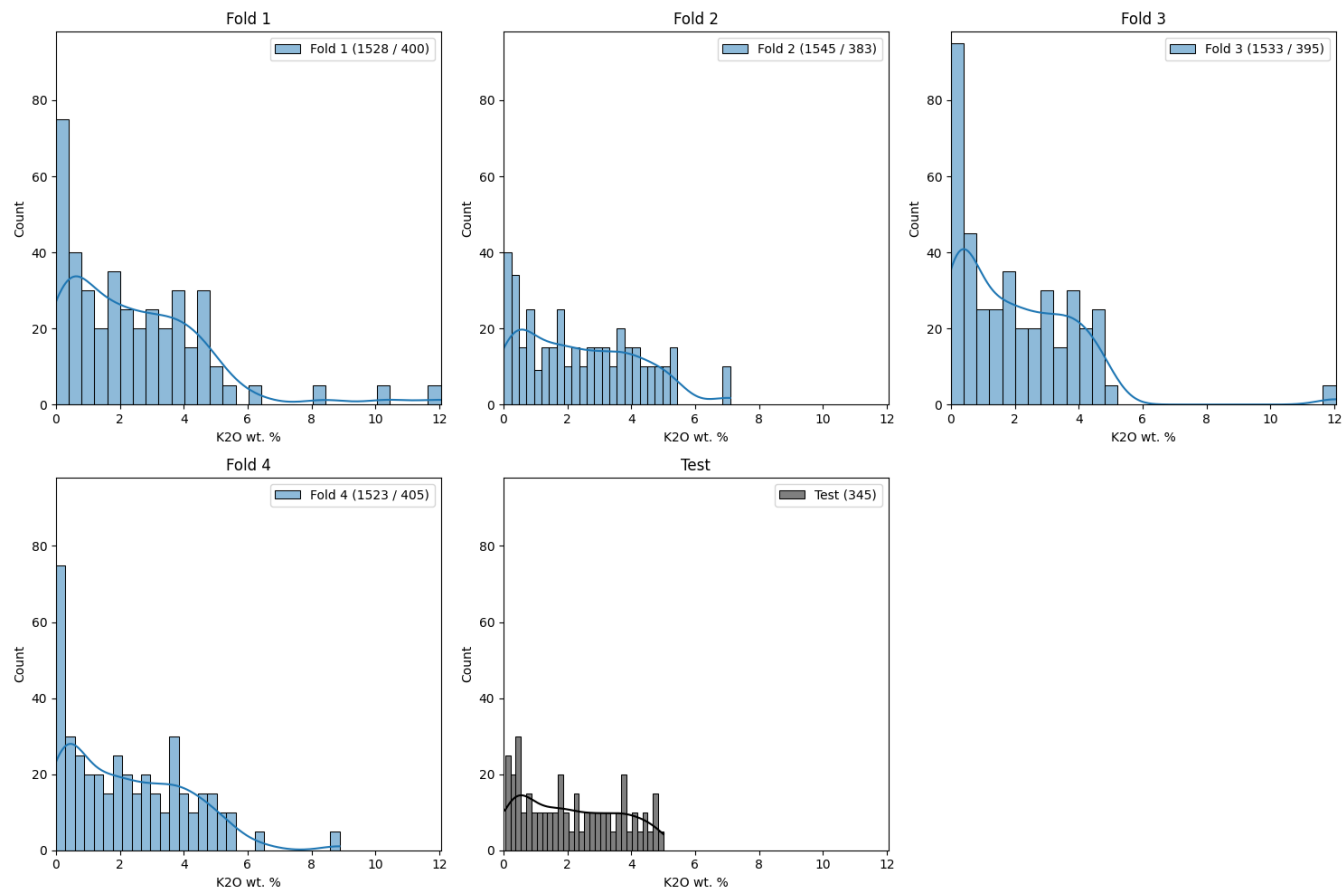 Fold 1
Fold 1 (1528 / 400)
Count
80
60
40
20
0
0 2 4 6 8 10 12
K2O wt. %
Fold 2
Fold 2 (1545 / 383)
Count
80
60
40
20
0
0 2 4 6 8 10 12
K2O wt. %
Fold 3
Fold 3 (1533 / 395)
Count
80
60
40
20
0
0 2 4 6 8 10 12
K2O wt. %
Fold 4
Fold 4 (1523 / 405)
Count
80
60
40
20
0
0 2 4 6 8 10 12
K2O wt. %
Test
Test (345)
Count
80
60
40
20
0
0 2 4 6 8 10 12
K2O wt. %